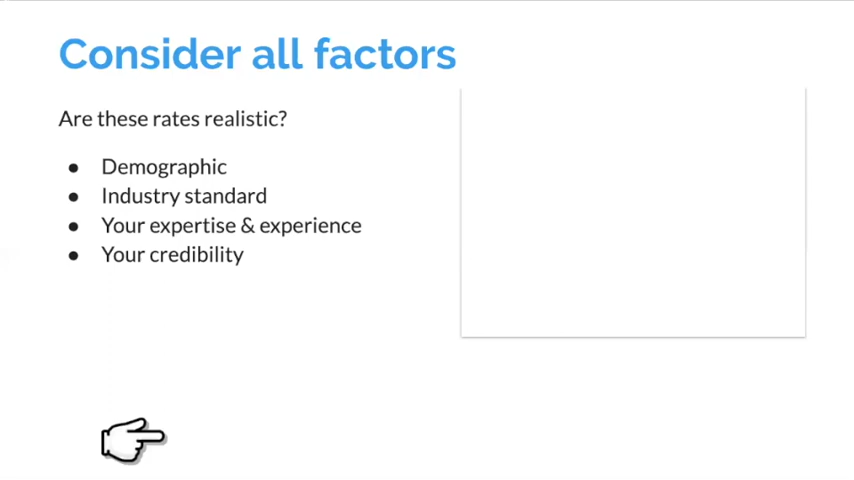 Consider all factors
Are these rates realistic?
● Demographic
● Industry standard
● Your expertise & experience
● Your credibility